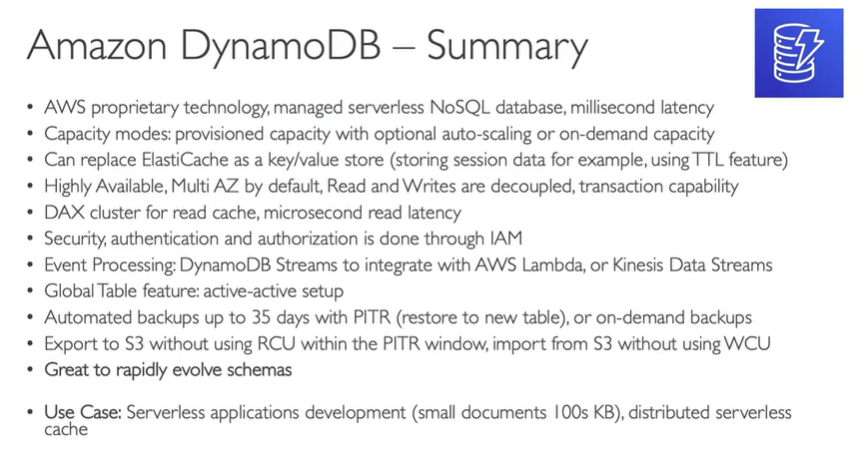 Amazon DynamoDB – Summary
• AWS proprietary technology, managed serverless NoSQL database, millisecond latency
• Capacity modes: provisioned capacity with optional auto-scaling or on-demand capacity
• Can replace ElastiCache as a key/value store (storing session data for example, using TTL feature)
• Highly Available, Multi AZ by default, Read and Writes are decoupled, transaction capability
• DAX cluster for read cache, microsecond read latency
• Security, authentication and authorization is done through IAM
• Event Processing: DynamoDB Streams to integrate with AWS Lambda, or Kinesis Data Streams
• Global Table feature: active-active setup
• Automated backups up to 35 days with PITR (restore to new table), or on-demand backups
• Export to S3 without using RCU within the PITR window, import from S3 without using WCU
• Great to rapidly evolve schemas
• Use Case: Serverless applications development (small documents 100s KB), distributed serverless
cache